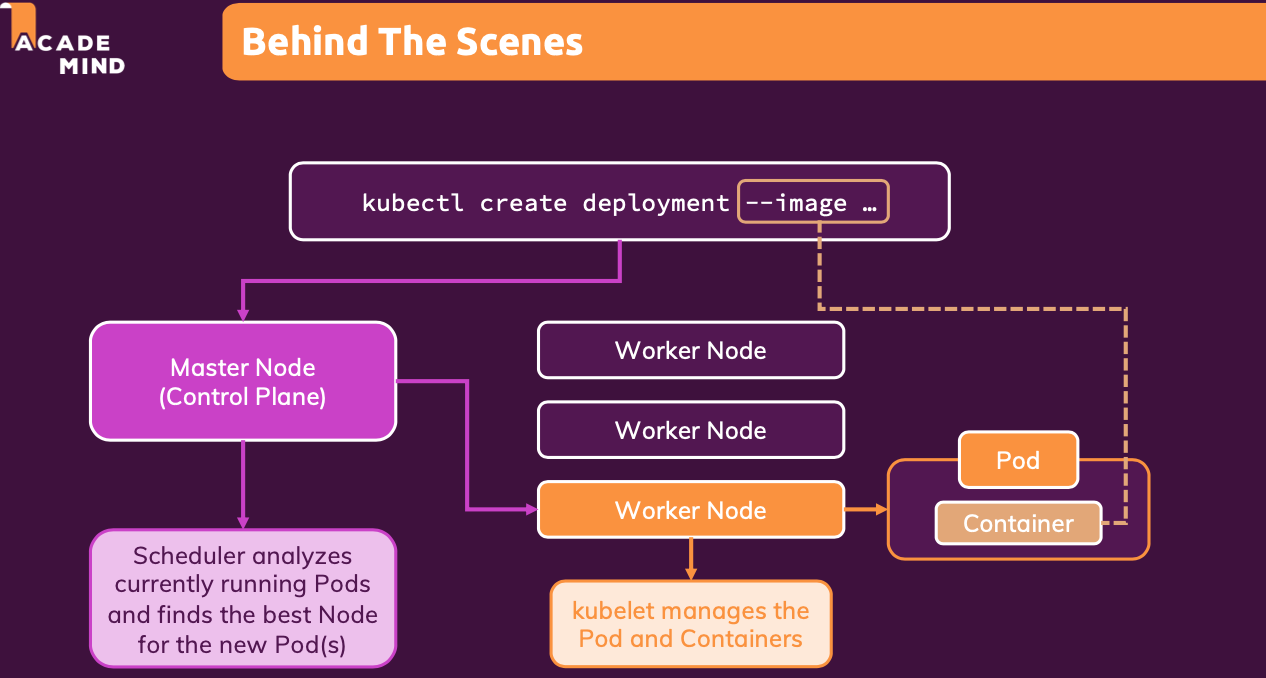 ACADE
MIND
Behind The Scenes
kubectl create deployment --image …
Master Node
(Control Plane)
Worker Node
Worker Node
Worker Node
Pod
Container
Scheduler analyzes
currently running Pods
and finds the best Node
for the new Pod(s)
kubelet manages the
Pod and Containers